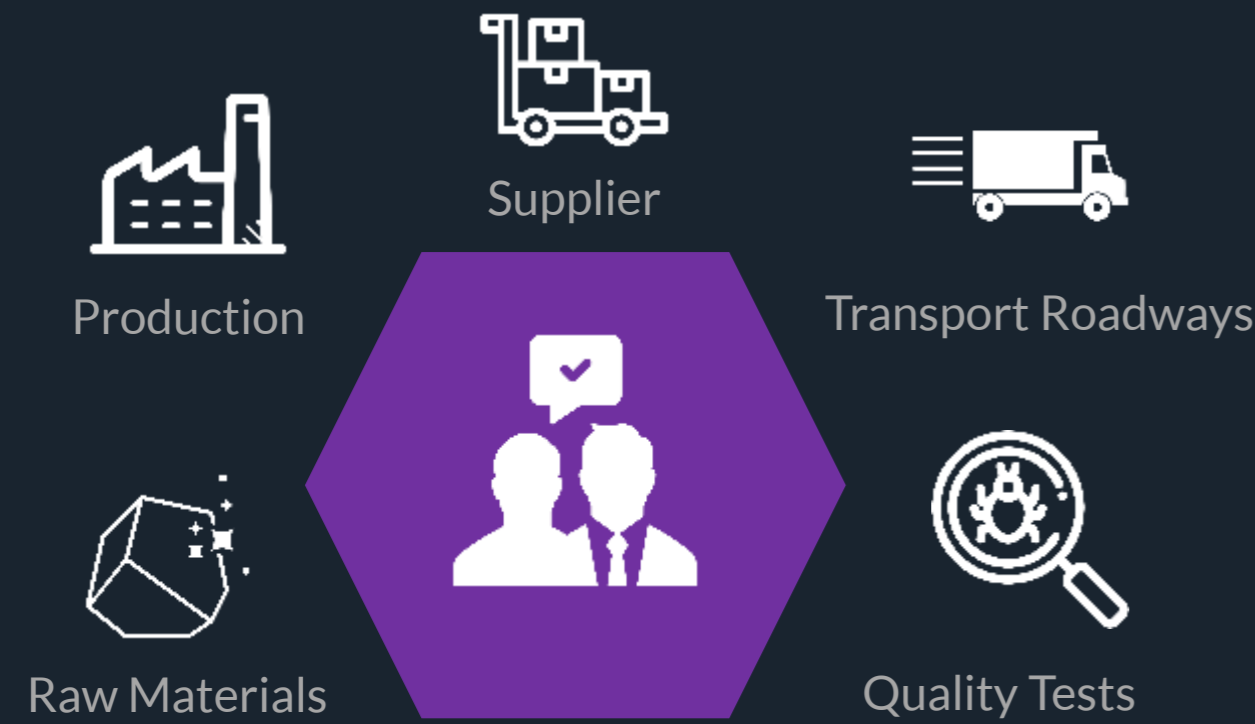 Supplier
Production
Transport Roadways
Raw Materials
Quality Tests